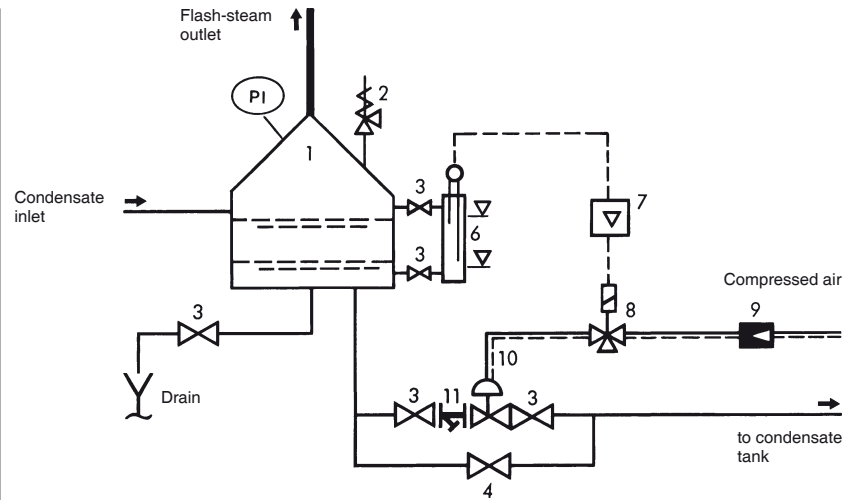 Flash-steam
outlet
PI
2
1
3
Condensate
inlet
6
7
3
Compressed air
3
8
9
10
Drain
3
11
3
to condensate
tank
4